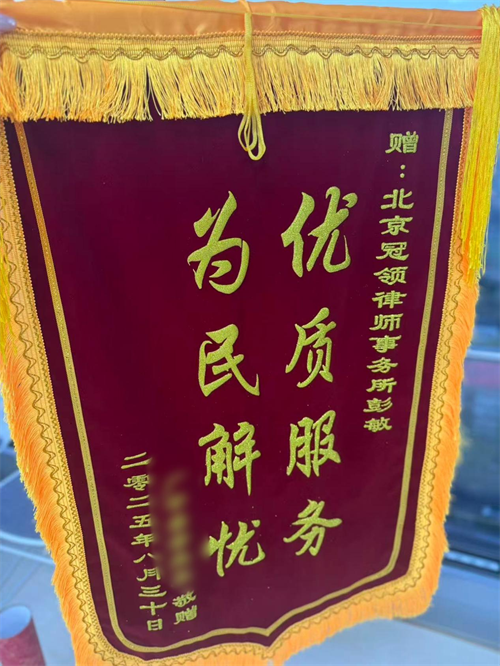 赠：北京冠领律师事务所彭敏
优质服务
为民解忧
敬赠
二零二五年八月三十日